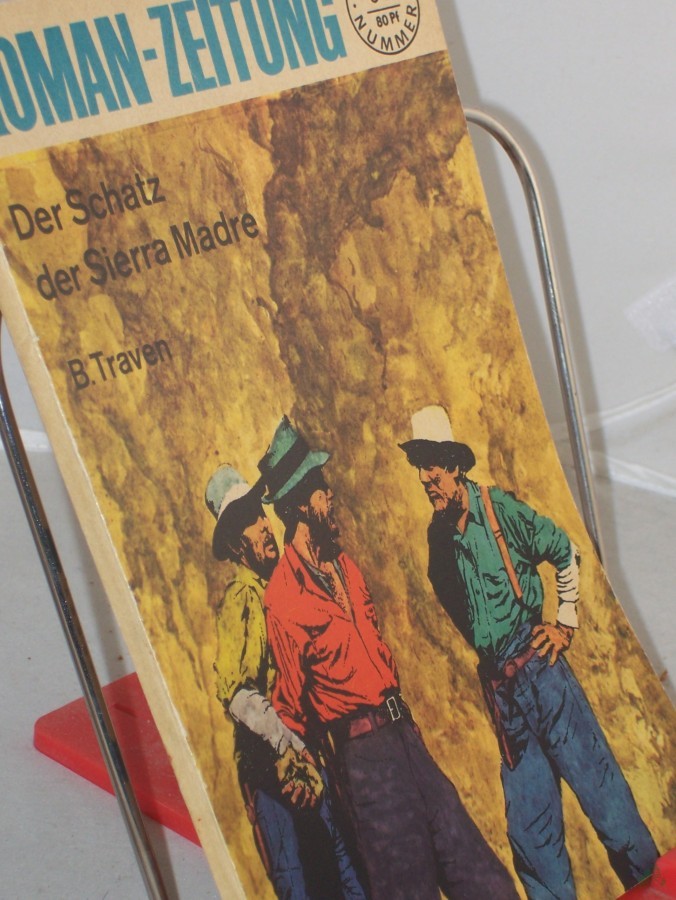 ROMAN-ZEITUNG
80 Pf
NUMMER
Der Schatz
der Sierra Madre
B. Traven